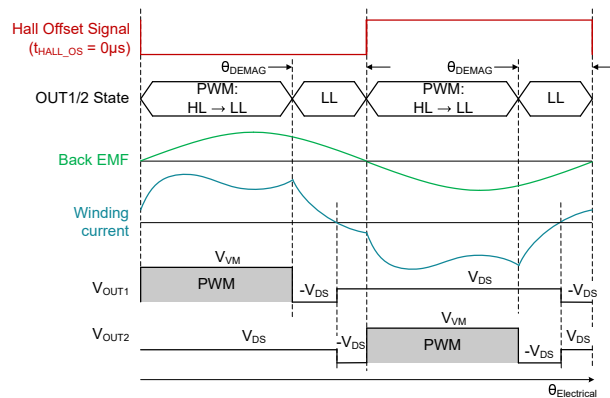 Hall Offset Signal
(tHALL_OS = 0µs)
θDEMAG
θDEMAG
OUT1/2 State
PWM:
HL → LL
LL
PWM:
HL → LL
LL
Back EMF
Winding
current
VVM
VDS
VOUT1
PWM
-VDS
-VDS
VOUT2
VDS
-VDS
VVM
PWM
-VDS
VDS
θElectrical